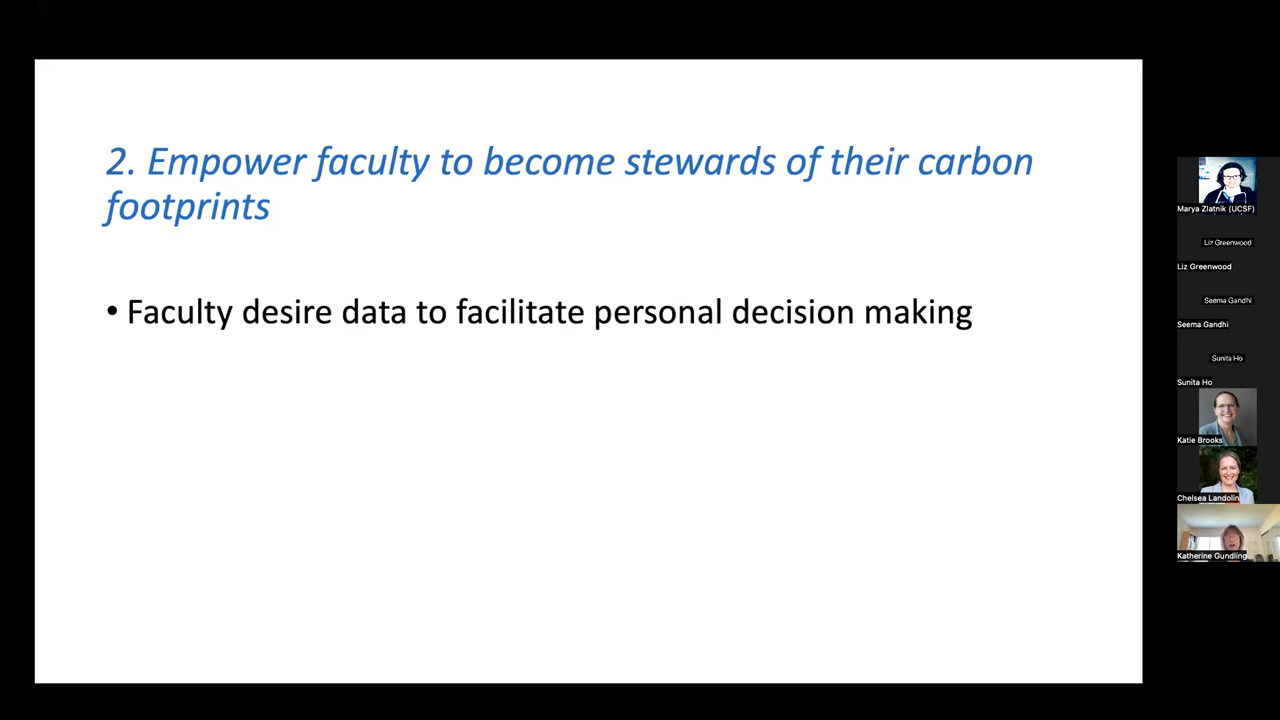 2. Empower faculty to become stewards of their carbon
footprints
• Faculty desire data to facilitate personal decision making
Marya Zlatnik (UCSF)
Liz Greenwood
Liz Greenwood
Seema Gandhi
Seema Gandhi
Sunita Ho
Sunita Ho
Katie Brooks
Chelsea Landolin
Katherine Gundling